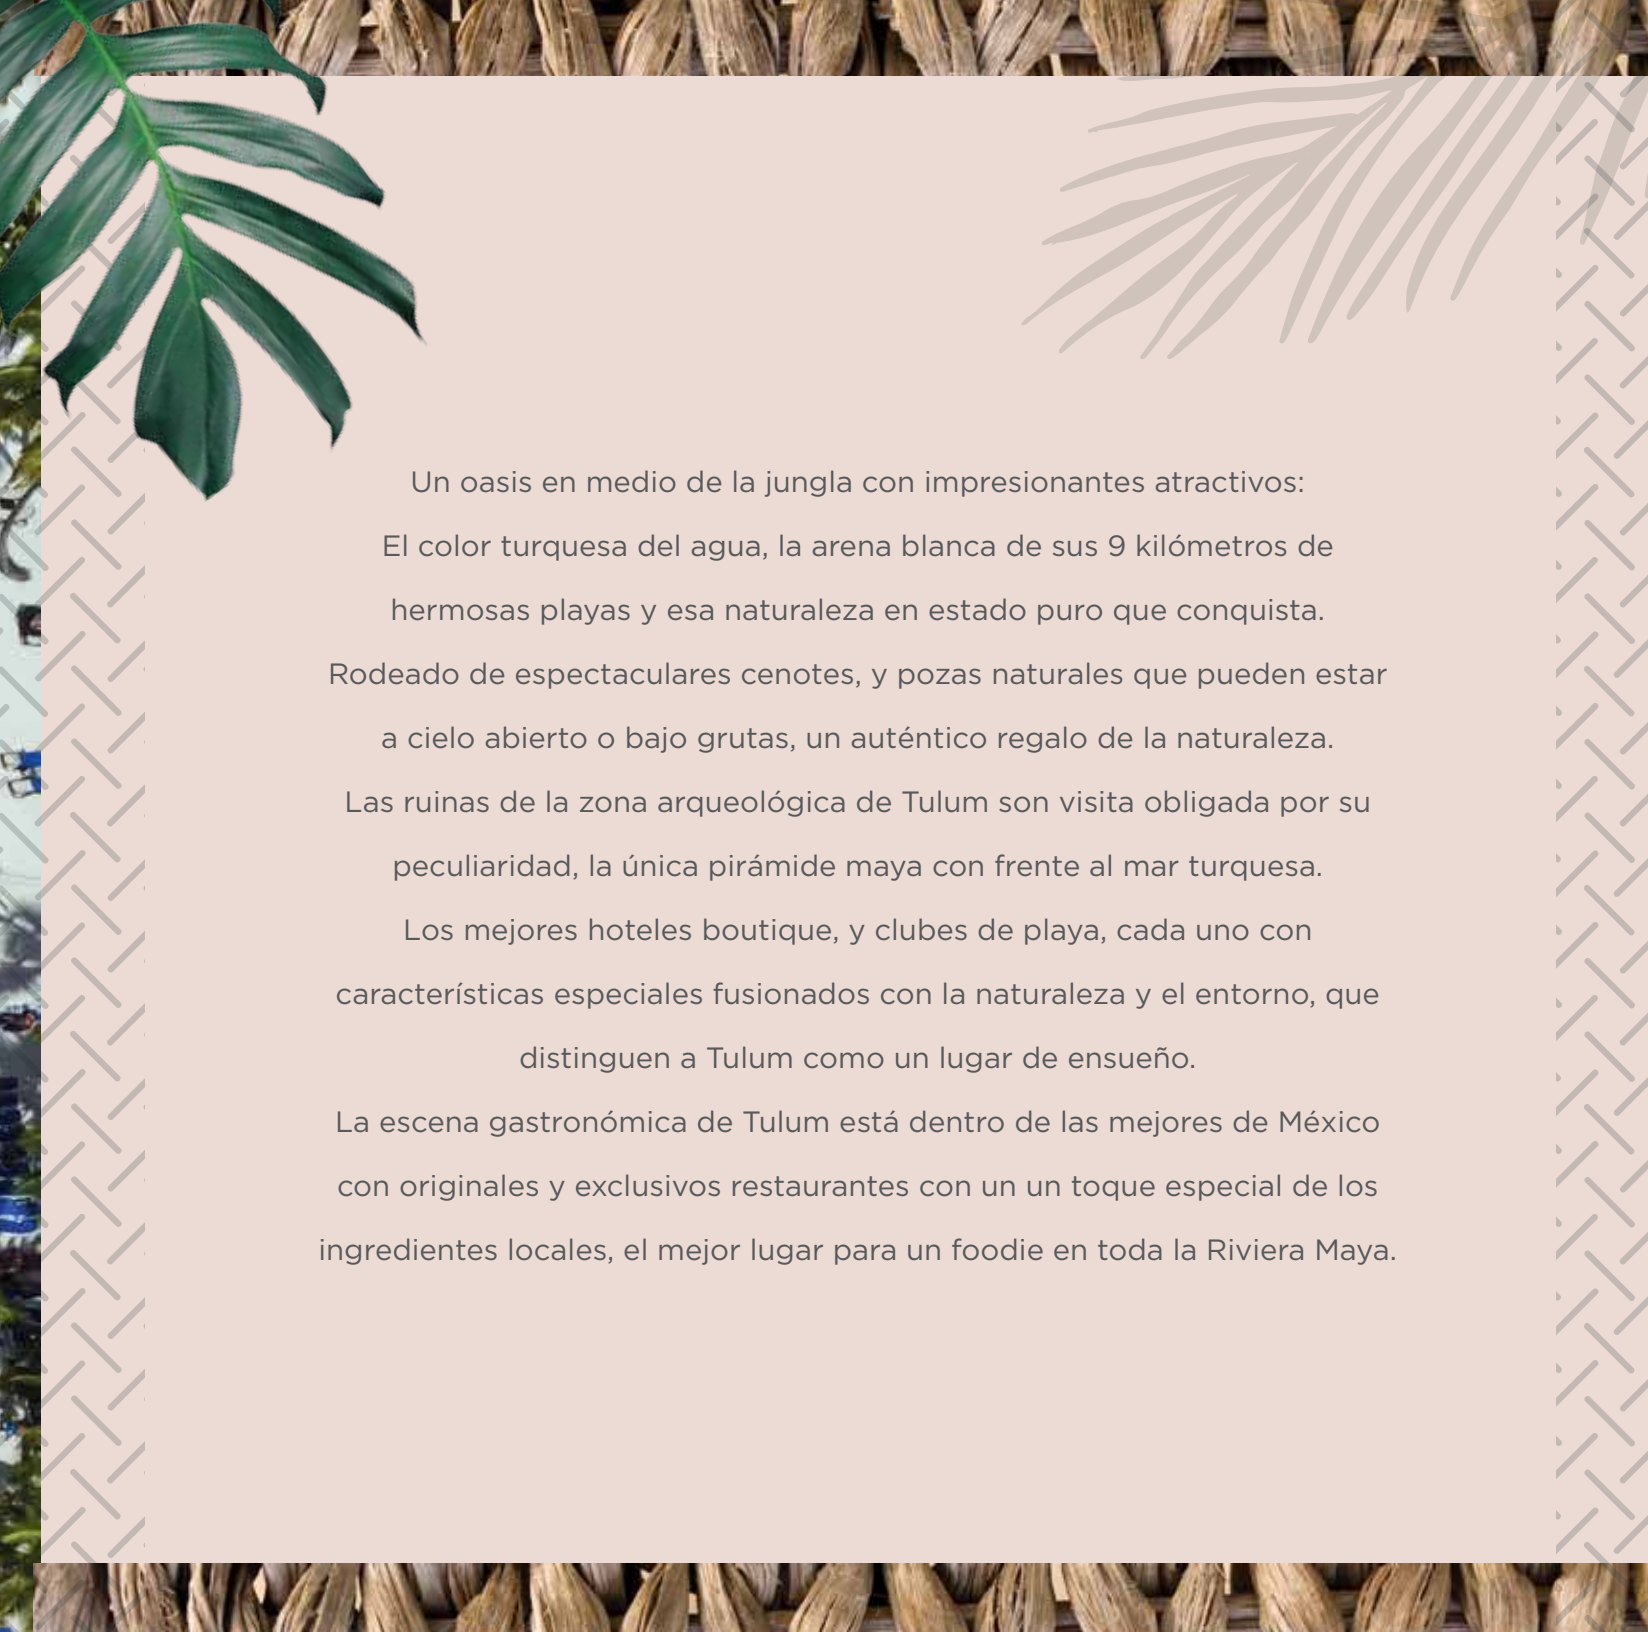 Un oasis en medio de la jungla con impresionantes atractivos:
El color turquesa del agua, la arena blanca de sus 9 kilómetros de
hermosas playas y esa naturaleza en estado puro que conquista.
Rodeado de espectaculares cenotes, y pozas naturales que pueden estar
a cielo abierto o bajo grutas, un auténtico regalo de la naturaleza.
Las ruinas de la zona arqueológica de Tulum son visita obligada por su
peculiaridad, la única pirámide maya con frente al mar turquesa.
Los mejores hoteles boutique, y clubes de playa, cada uno con
características especiales fusionados con la naturaleza y el entorno, que
distinguen a Tulum como un lugar de ensueño.
La escena gastronómica de Tulum está dentro de las mejores de México
con originales y exclusivos restaurantes con un un toque especial de los
ingredientes locales, el mejor lugar para un foodie en toda la Riviera Maya.